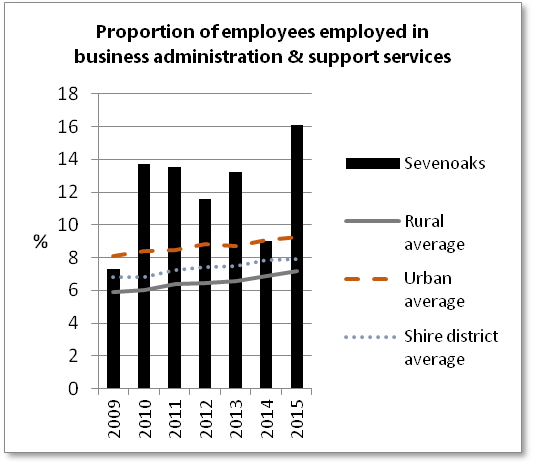 Proportion of employees employed in
business administration & support services
18
16
14
12
10
8
6
4
2
0
%
2009
2010
2011
2012
2013
2014
2015
Sevenoaks
Rural
average
Urban
average
Shire district
average